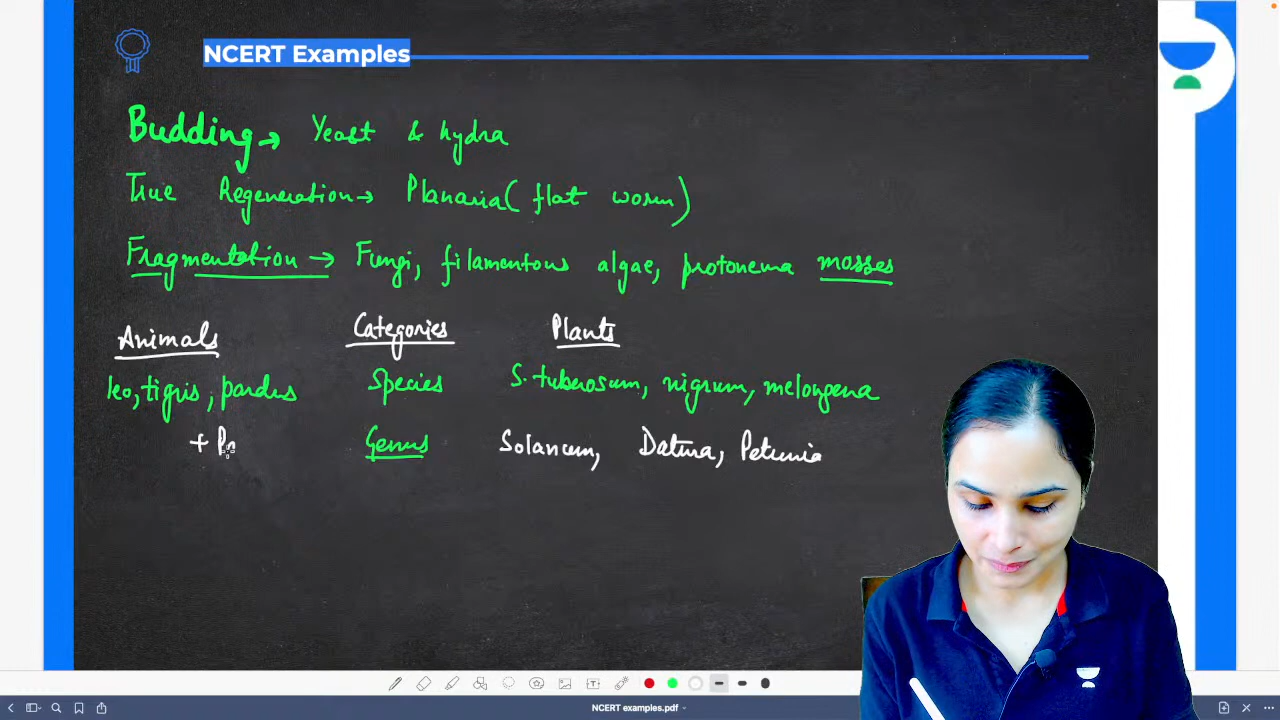 NCERT Examples
Budding → Yeast & hydra
True Regeneration → Planaria (flat worm)
Fragmentation → Fungi, filamentous algae, protonema mosses
Animals Categories Plants
leo, tigris, pardus Species S. tuberosum, nigrum, melongena
+ Pa Genus Solanum, Datura, Petunia
NCERT examples.pdf